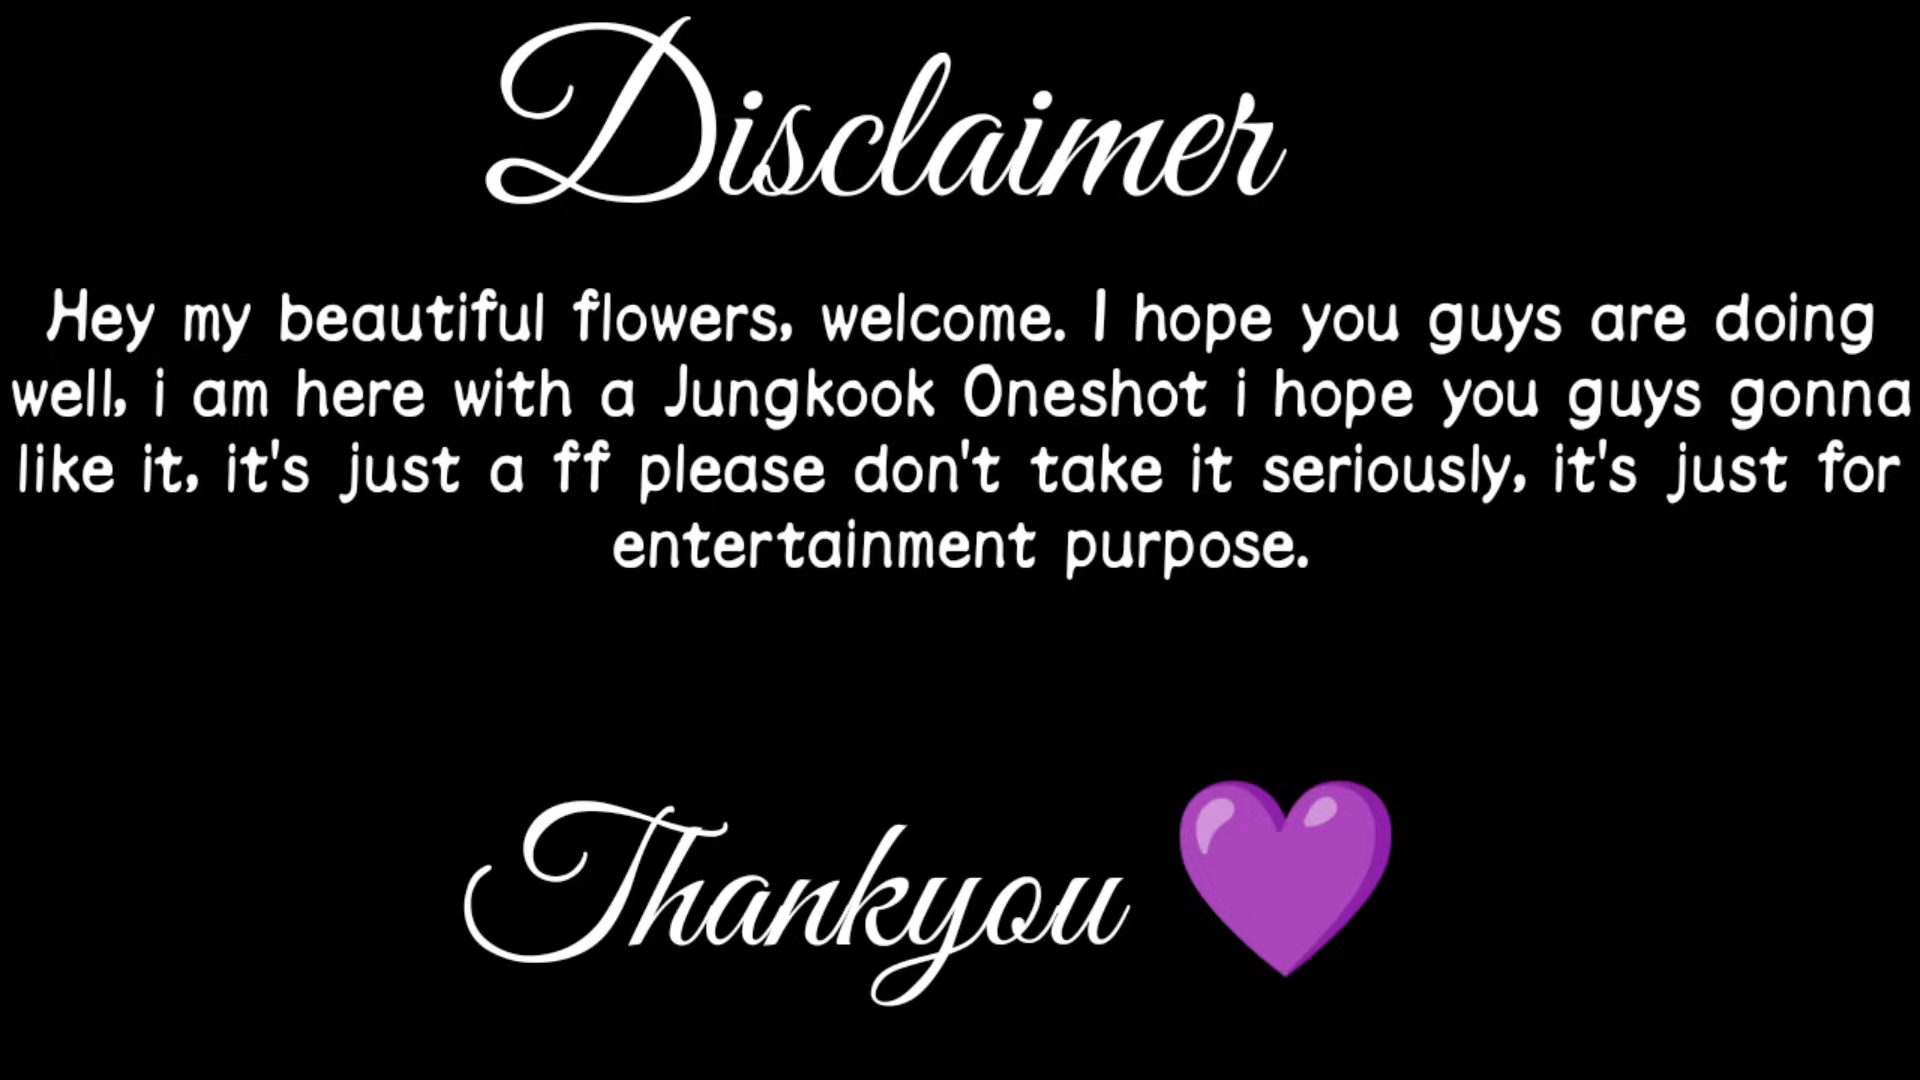 Disclaimer
Hey my beautiful flowers, welcome. I hope you guys are doing
well, i am here with a Jungkook Oneshot i hope you guys gonna
like it, it's just a ff please don't take it seriously, it's just for
entertainment purpose.
Thankyou 💜